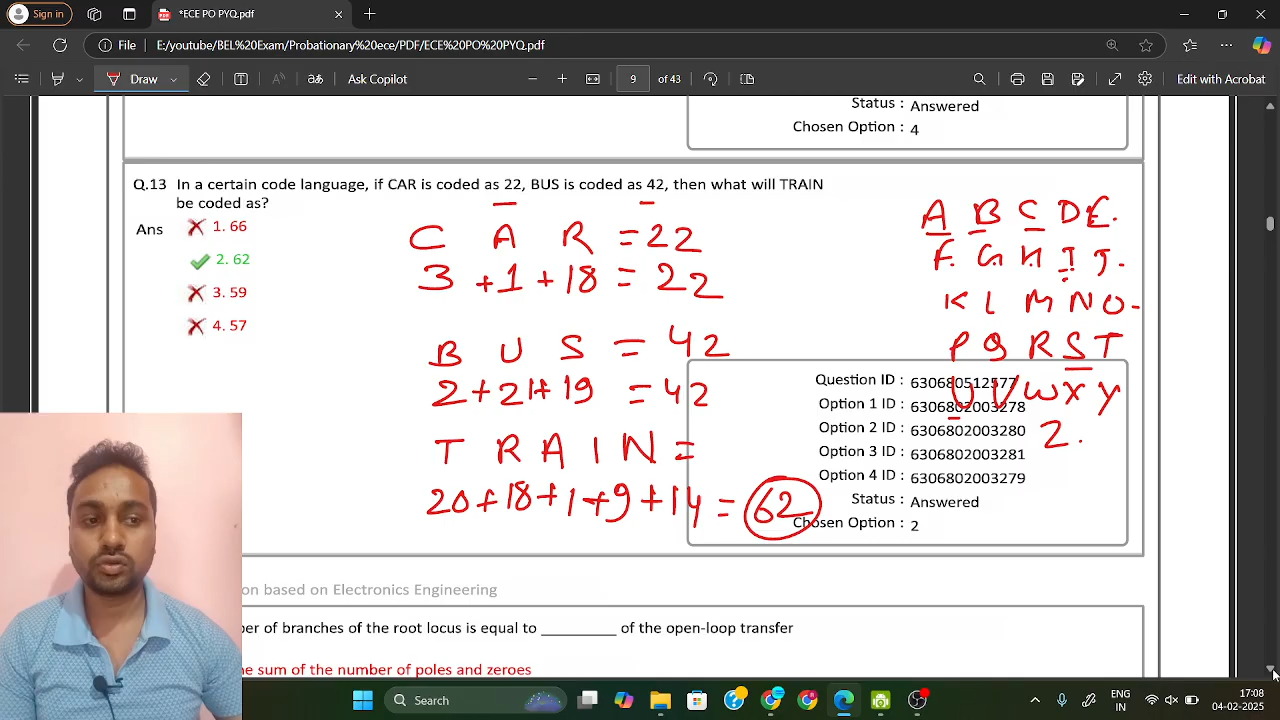 Sign in
*ECE PO PYQ.pdf
File E:/youtube/BEL%20Exam/Probationary%20ece/PDF/ECE%20PO%20PYQ.pdf
Draw Ask Copilot 9 of 43 Edit with Acrobat
Status : Answered
Chosen Option : 4
Q.13 In a certain code language, if CAR is coded as 22, BUS is coded as 42, then what will TRAIN
be coded as?
Ans 1. 66
2. 62
3. 59
4. 57
C A R = 22
3 + 1 + 18 = 22
B U S = 42
2 + 21 + 19 = 42
T R A I N =
20 + 18 + 1 + 9 + 14 = 62
A B C D E.
F. G. H. I J.
K L M N O.
P Q R S T
U V W X Y
Z.
Question ID : 630680512577
Option 1 ID : 6306802003278
Option 2 ID : 6306802003280
Option 3 ID : 6306802003281
Option 4 ID : 6306802003279
Status : Answered
Chosen Option : 2
on based on Electronics Engineering
er of branches of the root locus is equal to _________ of the open-loop transfer
he sum of the number of poles and zeroes
Search
ENG
IN
17:08
04-02-2025